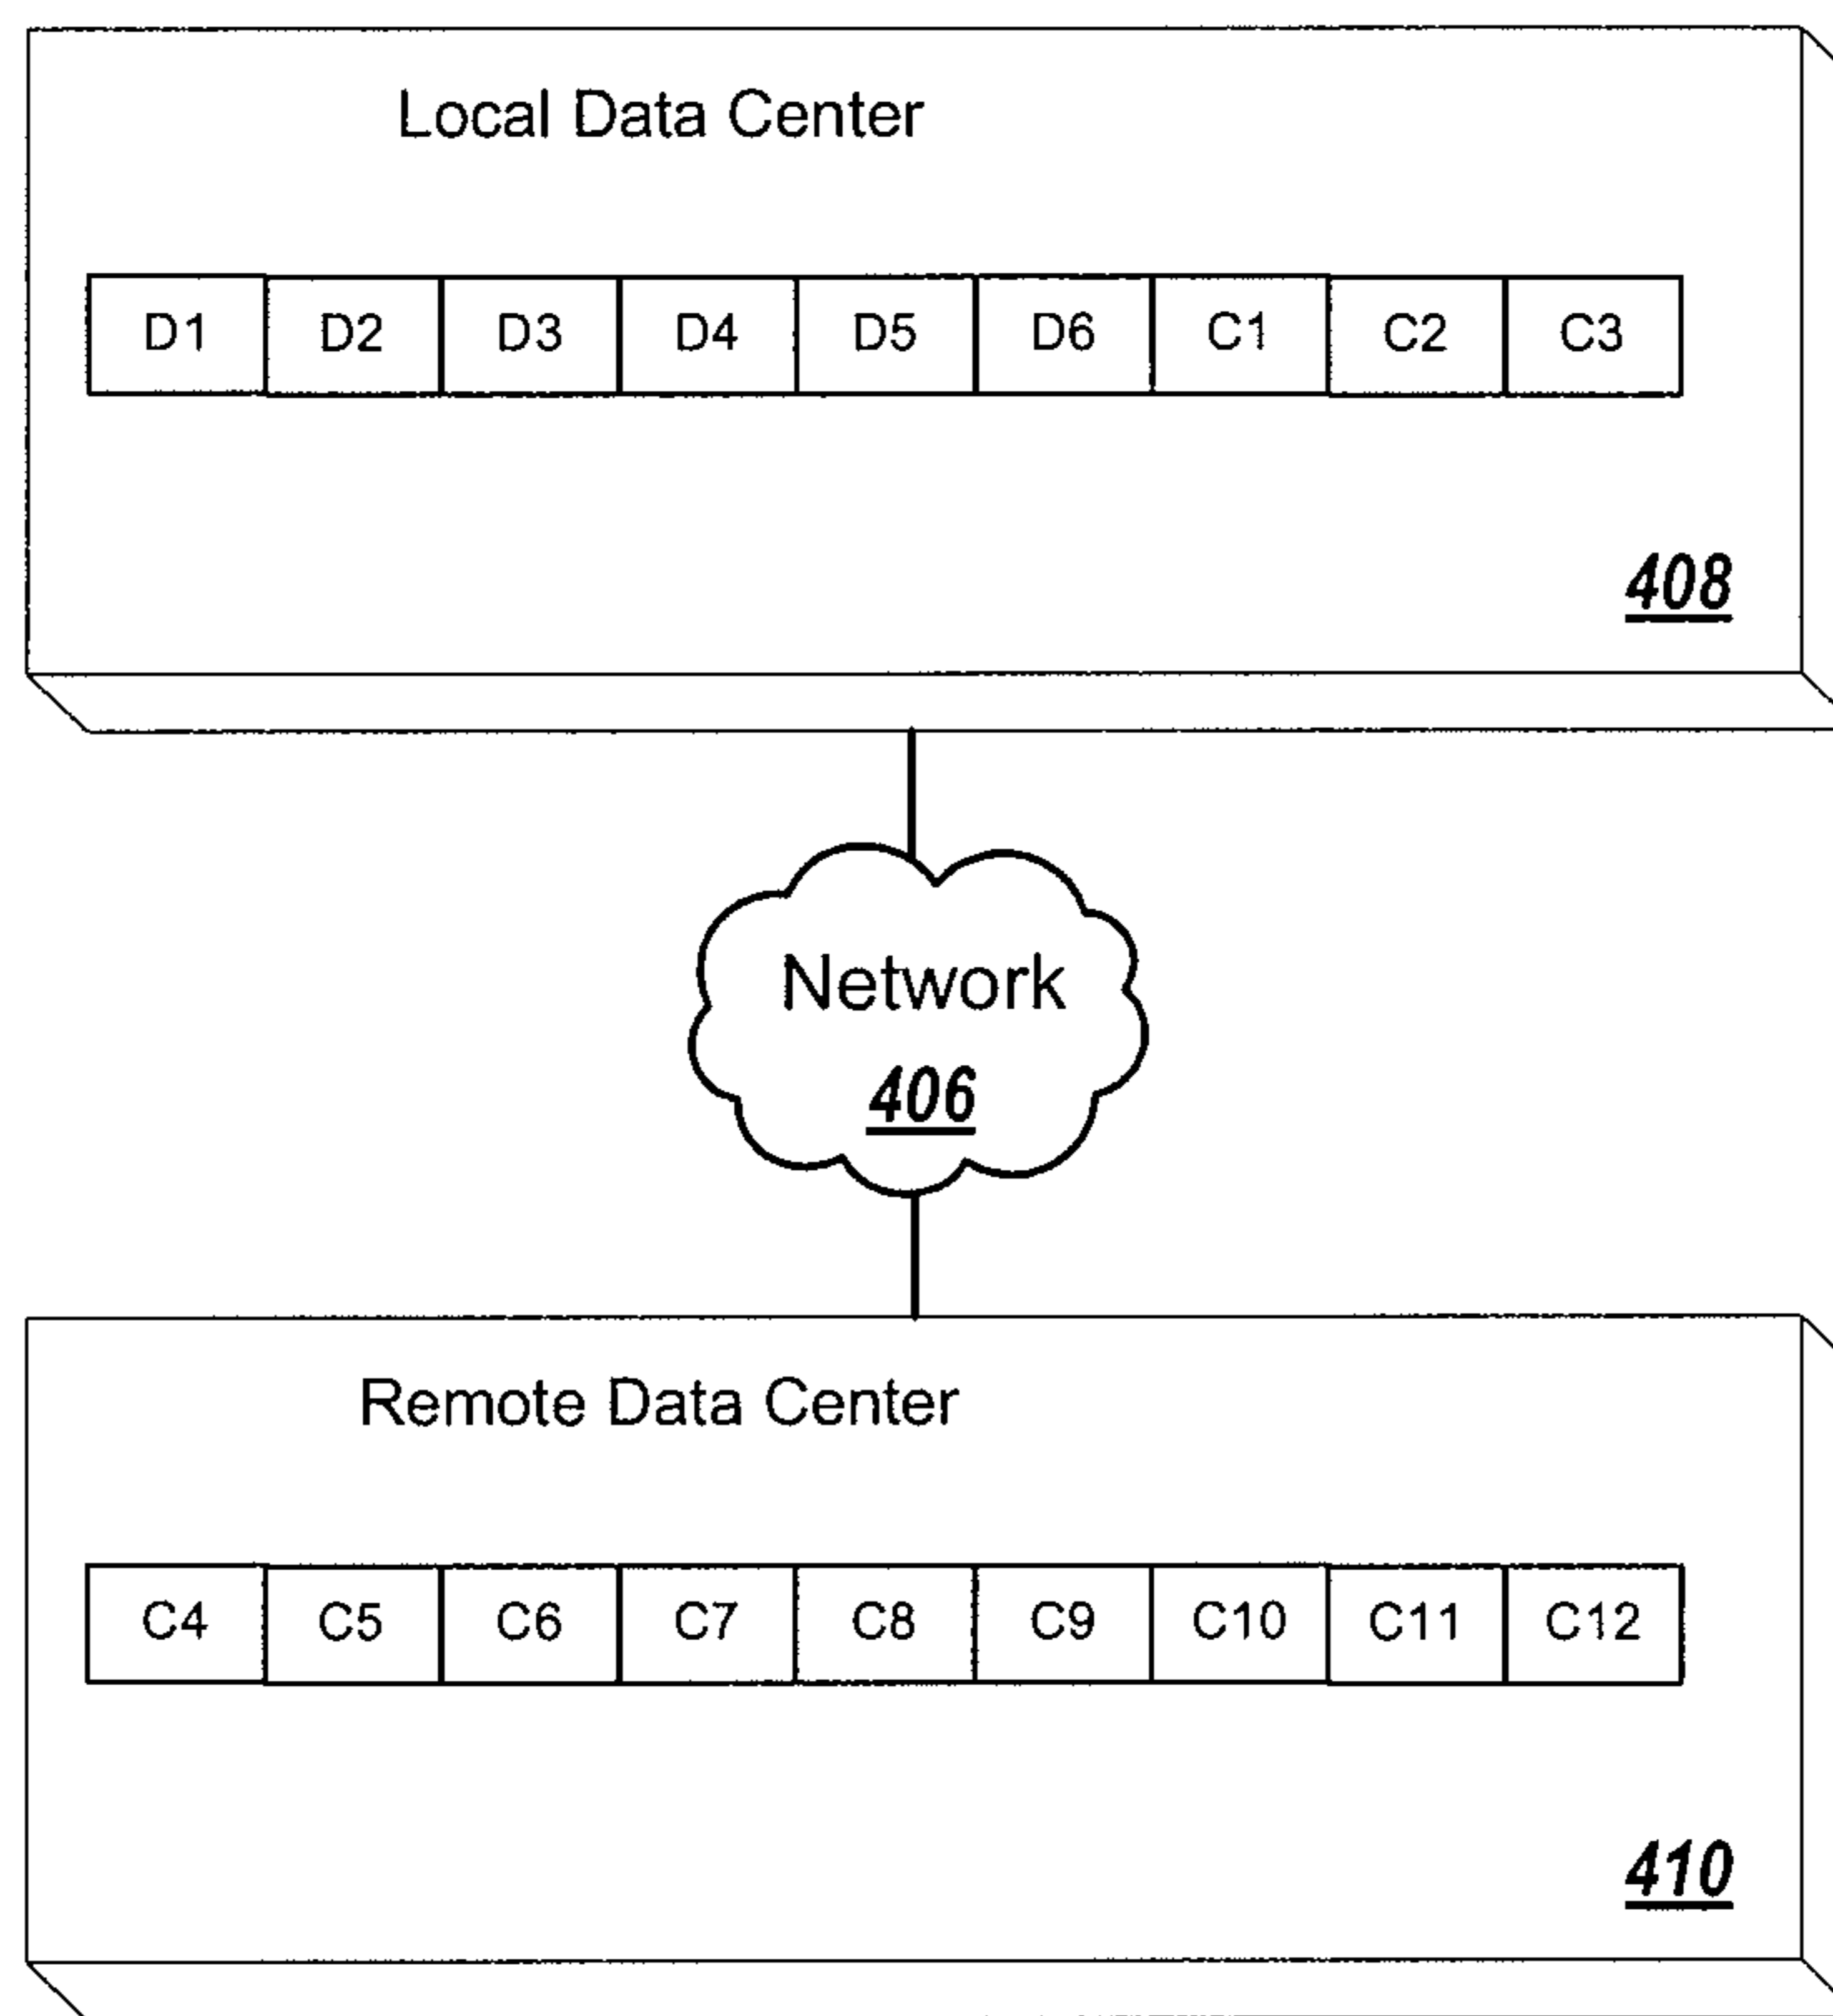 Local Data Center
D1 D2 D3 D4 D5 D6 C1 C2 C3
408
Network
406
Remote Data Center
C4 C5 C6 C7 C8 C9 C10 C11 C12
410